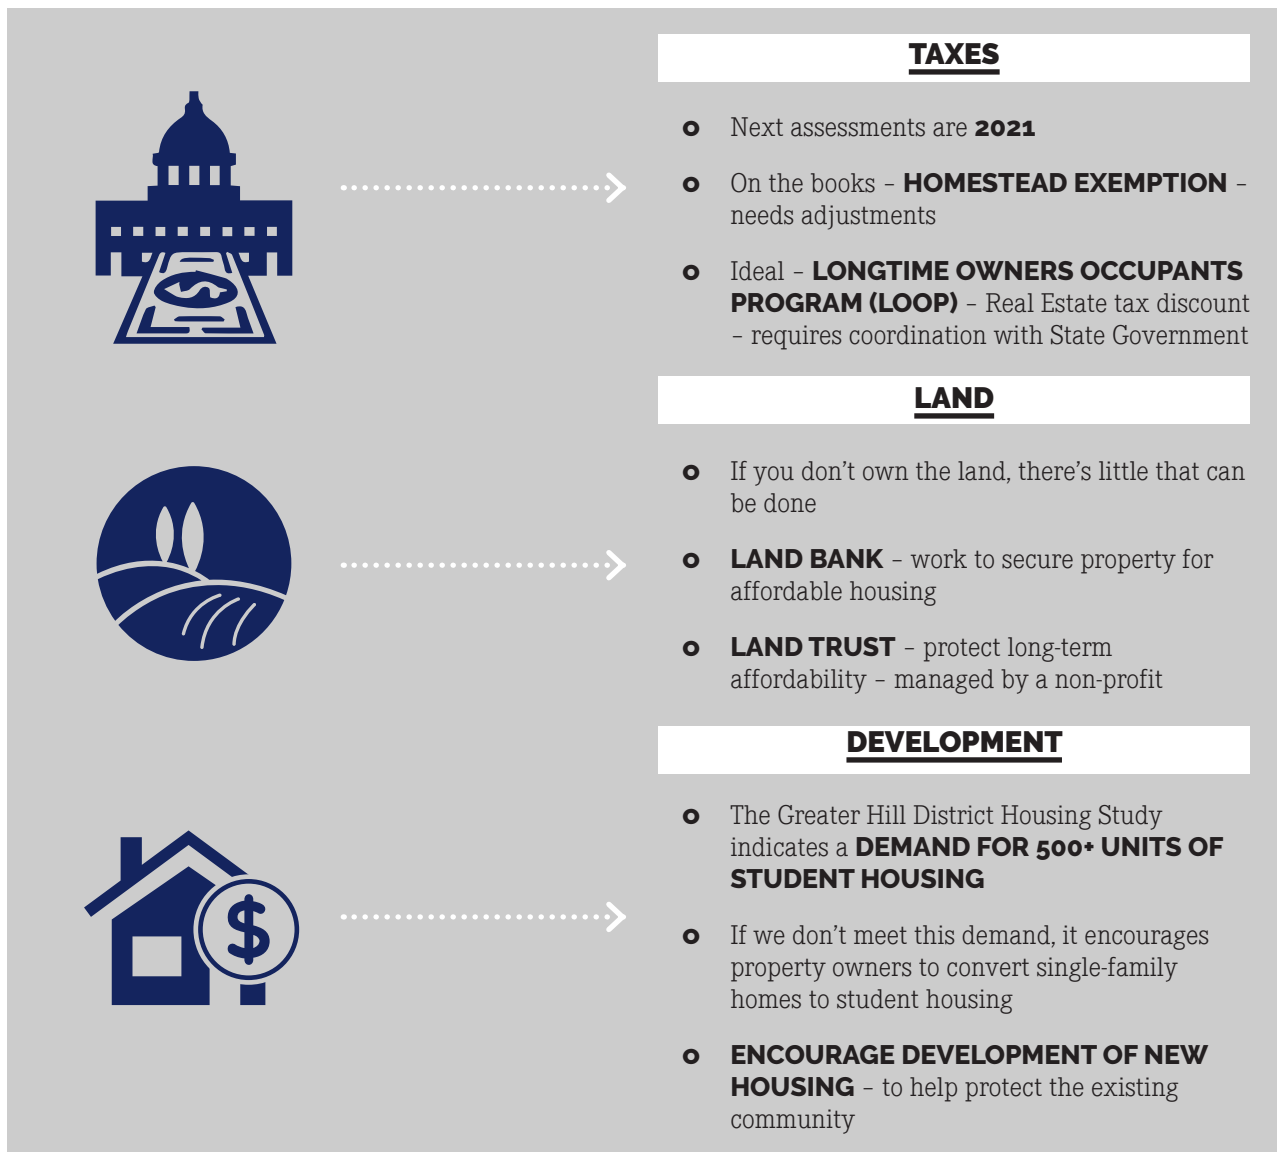 TAXES
o Next assessments are 2021
o On the books – HOMESTEAD EXEMPTION –
needs adjustments
o Ideal – LONGTIME OWNERS OCCUPANTS
PROGRAM (LOOP) – Real Estate tax discount
– requires coordination with State Government
LAND
o If you don’t own the land, there’s little that can
be done
o LAND BANK – work to secure property for
affordable housing
o LAND TRUST – protect long-term
affordability – managed by a non-profit
DEVELOPMENT
o The Greater Hill District Housing Study
indicates a DEMAND FOR 500+ UNITS OF
STUDENT HOUSING
o If we don’t meet this demand, it encourages
property owners to convert single-family
homes to student housing
$
o ENCOURAGE DEVELOPMENT OF NEW
HOUSING – to help protect the existing
community